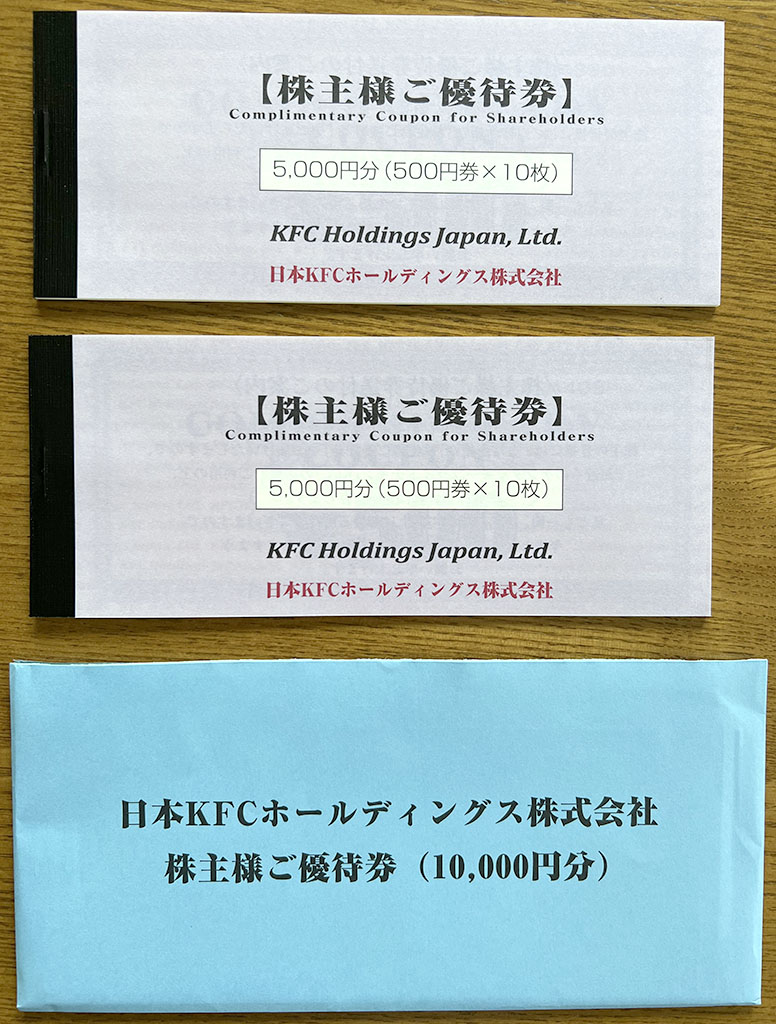 【株主様ご優待券】
Complimentary Coupon for Shareholders
5,000円分(500円券×10枚)
KFC Holdings Japan, Ltd.
日本KFCホールディングス株式会社
【株主様ご優待券】
Complimentary Coupon for Shareholders
5,000円分(500円券×10枚)
KFC Holdings Japan, Ltd.
日本KFCホールディングス株式会社
日本KFCホールディングス株式会社
株主様ご優待券(10,000円分)